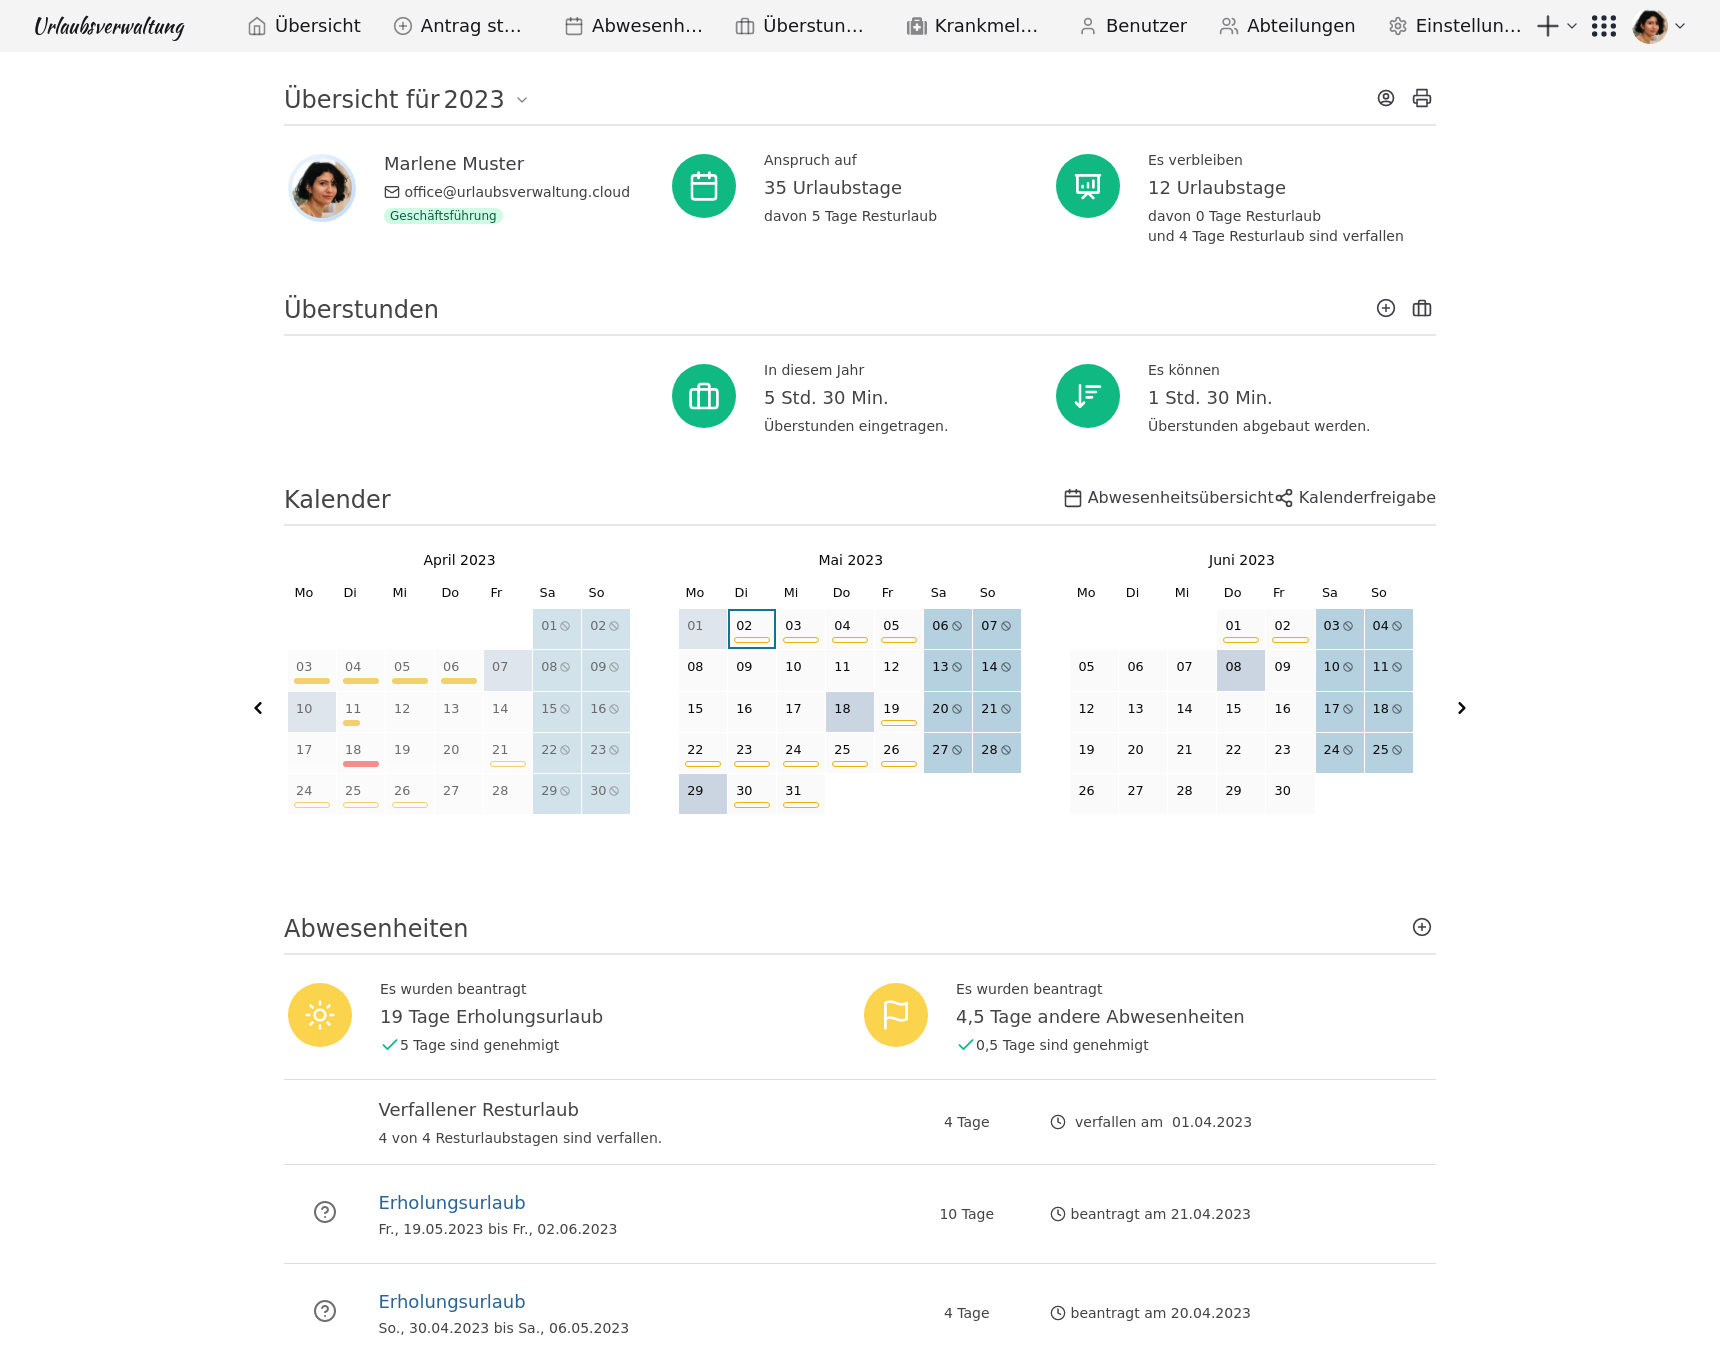 Urlaubsverwaltung Übersicht Antrag st… Abwesenh… Überstun… Krankmel… Benutzer Abteilungen Einstellun…
Übersicht für 2023
Marlene Muster
office@urlaubsverwaltung.cloud
Geschäftsführung
Anspruch auf
35 Urlaubstage
davon 5 Tage Resturlaub
Es verbleiben
12 Urlaubstage
davon 0 Tage Resturlaub
und 4 Tage Resturlaub sind verfallen
Überstunden
In diesem Jahr
5 Std. 30 Min.
Überstunden eingetragen.
Es können
1 Std. 30 Min.
Überstunden abgebaut werden.
Kalender
Abwesenheitsübersicht Kalenderfreigabe
April 2023
Mo Di Mi Do Fr Sa So
01 02
03 04 05 06 07 08 09
10 11 12 13 14 15 16
17 18 19 20 21 22 23
24 25 26 27 28 29 30
Mai 2023
Mo Di Mi Do Fr Sa So
01 02 03 04 05 06 07
08 09 10 11 12 13 14
15 16 17 18 19 20 21
22 23 24 25 26 27 28
29 30 31
Juni 2023
Mo Di Mi Do Fr Sa So
01 02 03 04
05 06 07 08 09 10 11
12 13 14 15 16 17 18
19 20 21 22 23 24 25
26 27 28 29 30
Abwesenheiten
Es wurden beantragt
19 Tage Erholungsurlaub
5 Tage sind genehmigt
Es wurden beantragt
4,5 Tage andere Abwesenheiten
0,5 Tage sind genehmigt
Verfallener Resturlaub
4 von 4 Resturlaubstagen sind verfallen.
4 Tage
verfallen am 01.04.2023
Erholungsurlaub
Fr., 19.05.2023 bis Fr., 02.06.2023
10 Tage
beantragt am 21.04.2023
Erholungsurlaub
So., 30.04.2023 bis Sa., 06.05.2023
4 Tage
beantragt am 20.04.2023